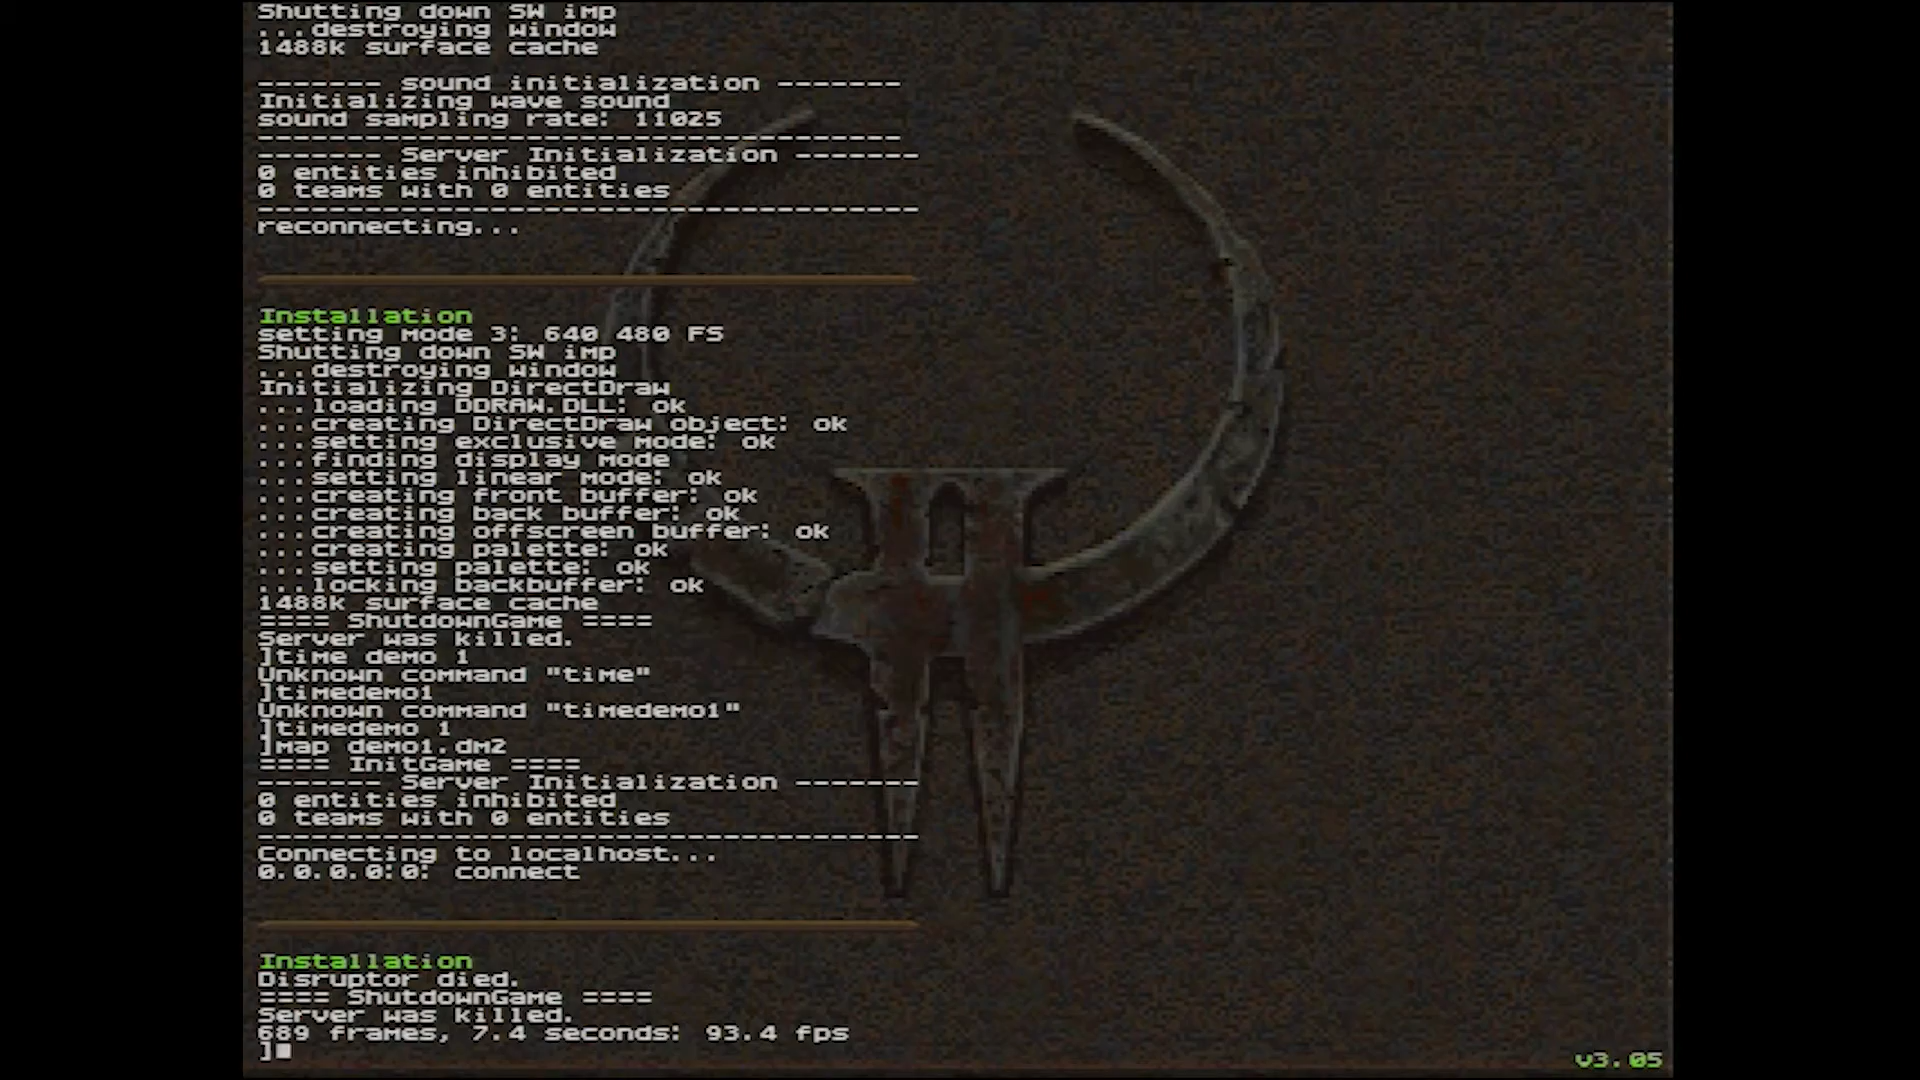 Shutting down SW imp
...destroying window
1488k surface cache
------- sound initialization -------
Initializing wave sound
sound sampling rate: 11025
------------------------------------
------- Server Initialization -------
0 entities inhibited
0 teams with 0 entities
-------------------------------------
reconnecting...
Installation
setting mode 3: 640 480 FS
Shutting down SW imp
...destroying window
Initializing DirectDraw
...loading DDRAW.DLL: ok
...creating DirectDraw object: ok
...setting exclusive mode: ok
...finding display mode
...setting linear mode: ok
...creating front buffer: ok
...creating back buffer: ok
...creating offscreen buffer: ok
...creating palette: ok
...setting palette: ok
...locking backbuffer: ok
1488k surface cache
==== ShutdownGame ====
Server was killed.
]time demo 1
Unknown command "time"
]timedemo1
Unknown command "timedemo1"
]timedemo 1
]map demo1.dm2
==== InitGame ====
------- Server Initialization -------
0 entities inhibited
0 teams with 0 entities
-------------------------------------
Connecting to localhost...
0.0.0.0:0: connect
Installation
Disruptor died.
==== ShutdownGame ====
Server was killed.
689 frames, 7.4 seconds: 93.4 fps
]
v3.05